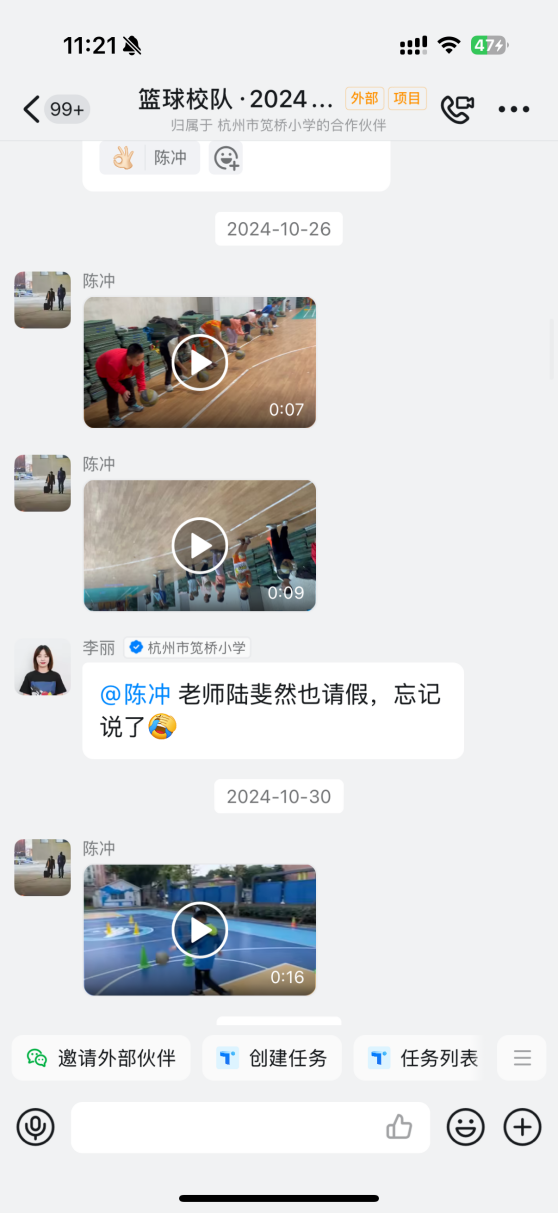 11:21
47
99+
篮球校队 · 2024 ...
外部
项目
归属于 杭州市笕桥小学的合作伙伴
陈冲
2024-10-26
陈冲
0:07
陈冲
0:09
李丽
杭州市笕桥小学
@陈冲 老师陆斐然也请假，忘记
说了
2024-10-30
陈冲
0:16
邀请外部伙伴
创建任务
任务列表